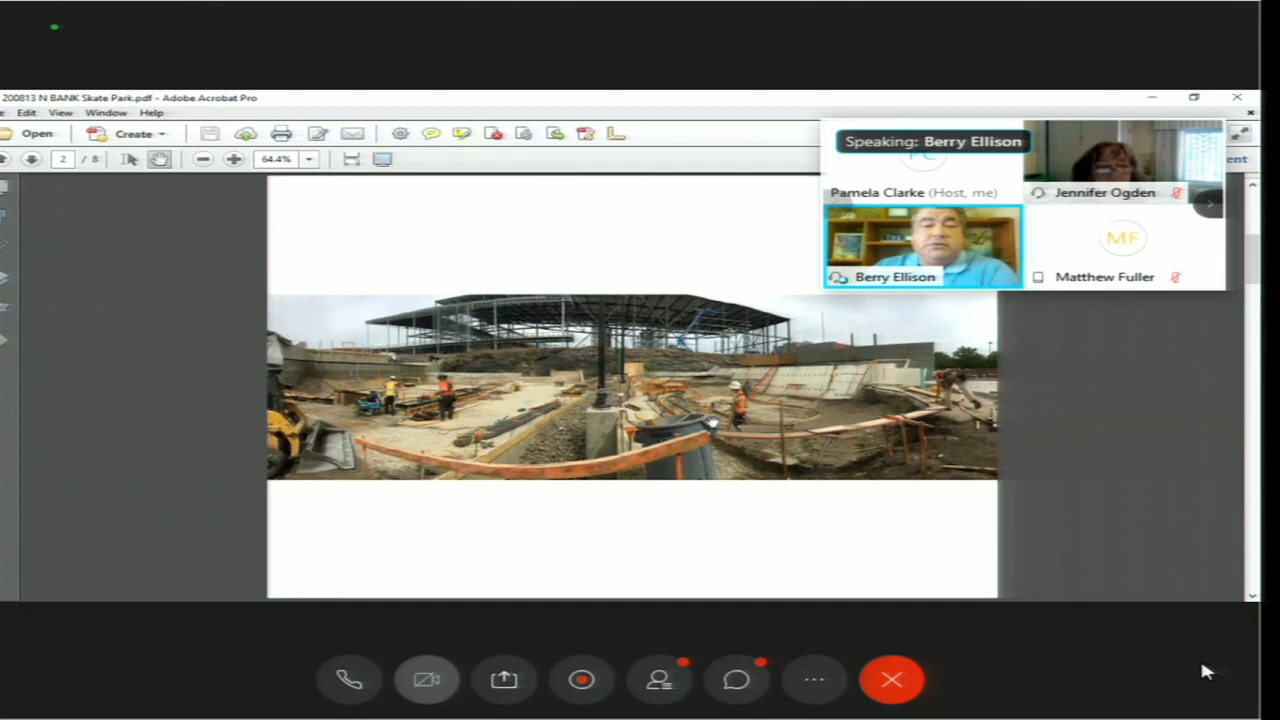 200813 N BANK Skate Park.pdf - Adobe Acrobat Pro
Edit View Window Help
Open Create
2 / 8 64.4%
Speaking: Berry Ellison
Pamela Clarke (Host, me)
Jennifer Ogden
Berry Ellison
MF
Matthew Fuller